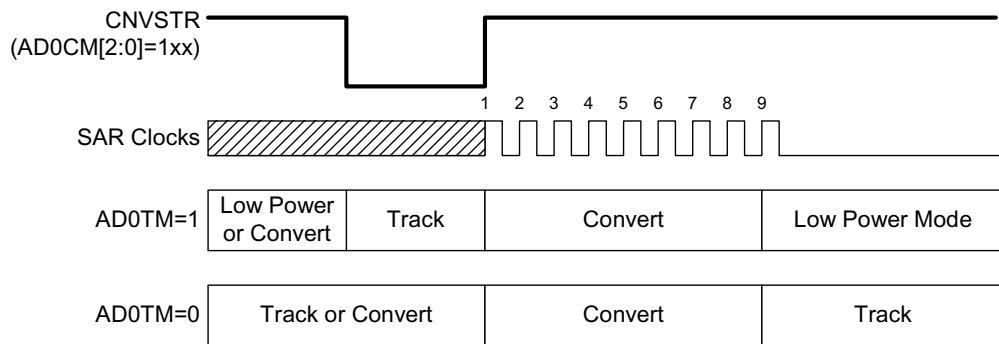 CNVSTR
(AD0CM[2:0]=1xx)
1 2 3 4 5 6 7 8 9
SAR Clocks
AD0TM=1
Low Power
or Convert
Track
Convert
Low Power Mode
AD0TM=0
Track or Convert
Convert
Track